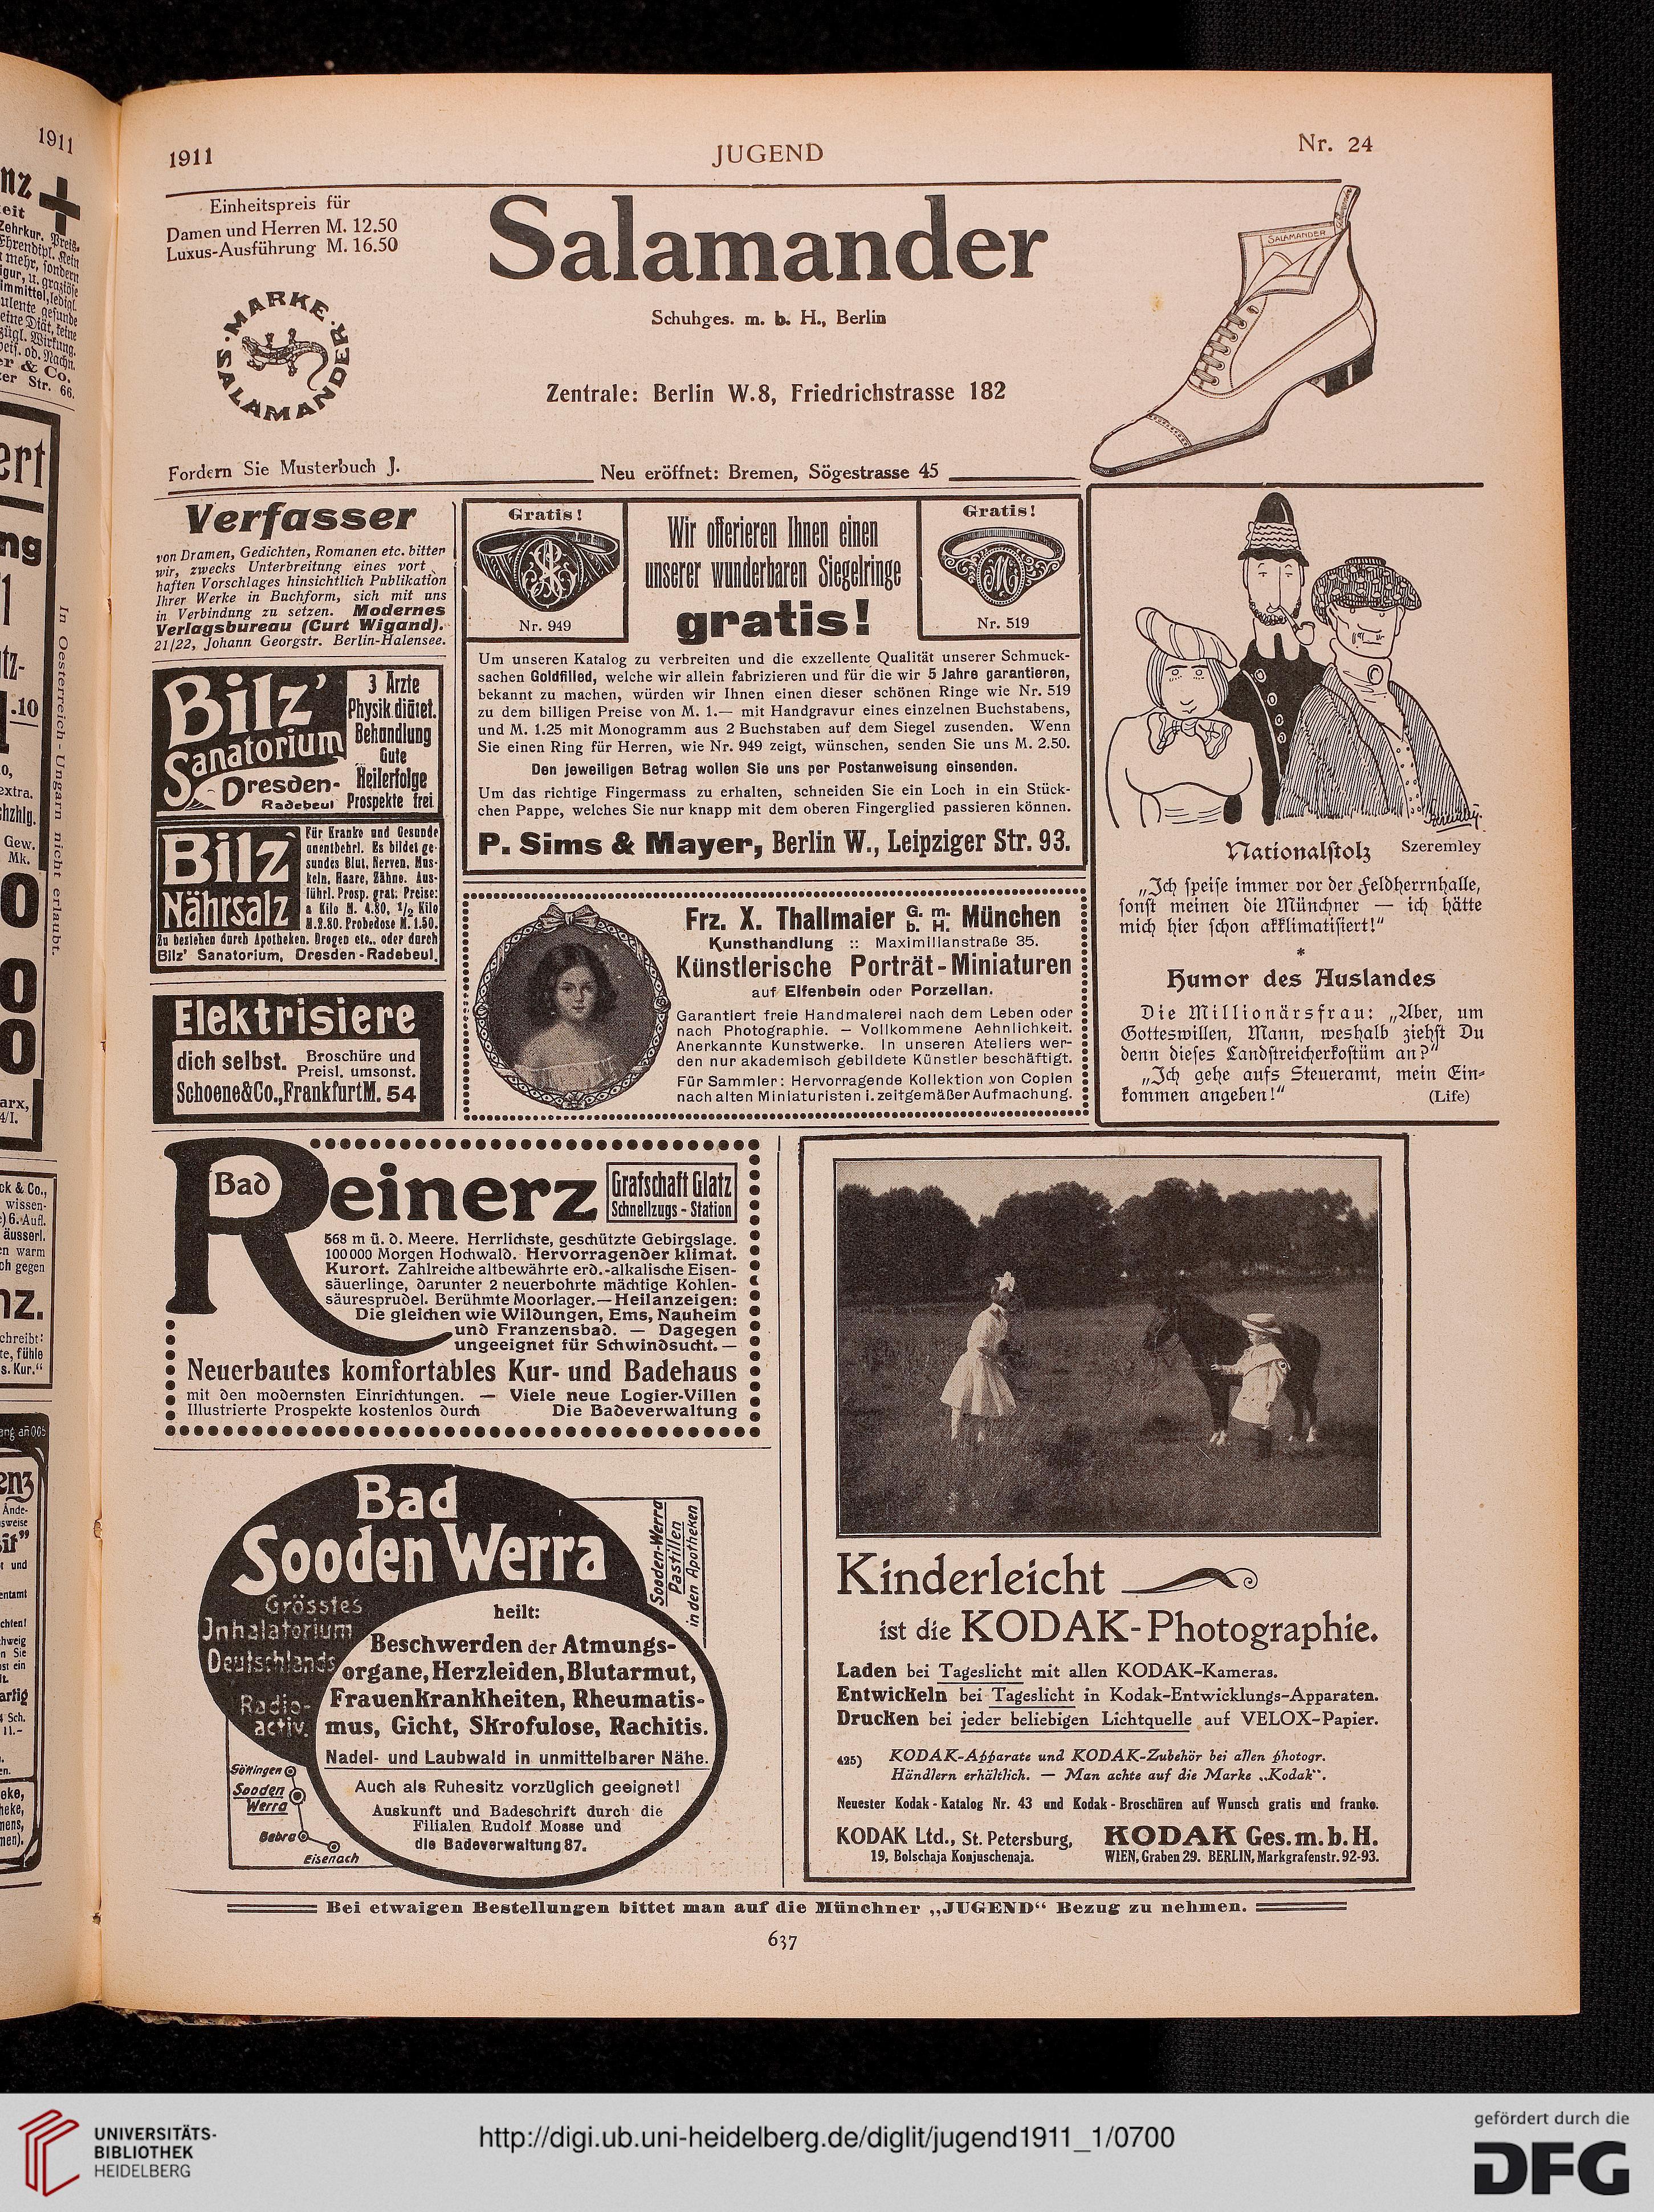 1911
JUGEND
Nr. 24
Einheitspreis für
Damen und Herren M. 12.50
Luxus-Ausführung M. 16.50
MARKE SALAMANDER
Salamander
Schuhges. m. b. H., Berlin
Zentrale: Berlin W.8, Friedrichstrasse 182
SALAMANDER
Fordern Sie Musterbuch J.
Neu eröffnet: Bremen, Sögestrasse 45
Verfasser
von Dramen, Gedichten, Romanen etc. bitten
wir, zwecks Unterbreitung eines vort
haften Vorschlages hinsichtlich Publikation
Ihrer Werke in Buchform, sich mit uns
in Verbindung zu setzen. Modernes
Verlagsbureau (Curt Wigand).
21/22, Johann Georgstr. Berlin-Halensee.
Bilz'
Sanatorium
Dresden-
Radebeul
3 Ärzte
Physik.diätet.
Behandlung
Gute
Heilerfolge
Prospekte frei
Bilz
Nährsalz
Für Kranke und Gesunde
unentbehrl. Es bildet ge-
sundes Blut, Nerven, Mus-
keln, Haare, Zähne. Aus-
führl. Prosp. grat. Preise:
a Kilo M. 4.80, 1/2 Kilo
M. 2.80. Probedose M. 1.50.
Zu beziehen durch Apotheken. Drogen etc., oder durch
Bilz' Sanatorium, Dresden-Radebeul.
Elektrisiere
dich selbst. Broschüre und
Preisl. umsonst.
Schoene&Co.,FrankfurtM. 54
Gratis!
Nr. 949
Wir offerieren Ihnen einen
unserer wunderbaren Siegelringe
gratis!
Gratis!
Nr. 519
Um unseren Katalog zu verbreiten und die exzellente Qualität unserer Schmuck-
sachen Goldfilled, welche wir allein fabrizieren und für die wir 5 Jahre garantieren,
bekannt zu machen, würden wir Ihnen einen dieser schönen Ringe wie Nr. 519
zu dem billigen Preise von M. 1.— mit Handgravur eines einzelnen Buchstabens,
und M. 1.25 mit Monogramm aus 2 Buchstaben auf dem Siegel zusenden. Wenn
Sie einen Ring für Herren, wie Nr. 949 zeigt, wünschen, senden Sie uns M. 2.50.
Den jeweiligen Betrag wollen Sie uns per Postanweisung einsenden.
Um das richtige Fingermass zu erhalten, schneiden Sie ein Loch in ein Stück-
chen Pappe, welches Sie nur knapp mit dem oberen Fingerglied passieren können.
P. Sims & Mayer, Berlin W., Leipziger Str. 93.
Frz. X. Thallmaier G. m. b. H. München
Kunsthandlung :: Maximilianstraße 35.
Künstlerische Porträt-Miniaturen
auf Elfenbein oder Porzellan.
Garantiert freie Handmalerei nach dem Leben oder
nach Photographie. — Vollkommene Aehnlichkeit.
Anerkannte Kunstwerke. In unseren Ateliers wer-
den nur akademisch gebildete Künstler beschäftigt.
Für Sammler: Hervorragende Kollektion von Copien
nach alten Miniaturisten i. zeitgemäßer Aufmachung.
Szeremley
Nationalstolz
„Ich speise immer vor der Feldherrnhalle,
sonst meinen die Münchner — ich hätte
mich hier schon akklimatisiert!“
*
Humor des Auslandes
Die Millionärsfrau: „Aber, um
Gotteswillen, Mann, weshalb ziehst Du
denn dieses Landstreicherkostüm an?“
„Ich gehe aufs Steueramt, mein Ein-
kommen angeben!“
(Life)
Bad Reinerz
Grafschaft Glatz
Schnellzugs-Station
568 m ü. d. Meere. Herrlichste, geschützte Gebirgslage.
100000 Morgen Hochwald. Hervorragender klimat.
Kurort. Zahlreiche altbewährte erd.-alkalische Eisen-
säuerlinge, darunter 2 neuerbohrte mächtige Kohlen-
säuresprudel. Berühmte Moorlager.— Heilanzeigen:
Die gleichen wie Wildungen, Ems, Nauheim
und Franzensbad. — Dagegen
ungeeignet für Schwindsucht. —
Neuerbautes komfortables Kur- und Badehaus
mit den modernsten Einrichtungen. — Viele neue Logier-Villen
Illustrierte Prospekte kostenlos durch Die Badeverwaltung
Bad
Sooden Werra
Sooden-Werra
Pastillen
in den Apotheken
Grösstes
Inhalatorium
Deutschlands
Radio-
activ.
heilt:
Beschwerden der Atmungs-
organe, Herzleiden, Blutarmut,
Frauenkrankheiten, Rheumatis-
mus, Gicht, Skrofulose, Rachitis.
Nadel- und Laubwald in unmittelbarer Nähe.
Auch als Ruhesitz vorzüglich geeignet!
Auskunft und Badeschrift durch die
Filialen Rudolf Mosse und
die Badeverwaltung 87.
Göttingen
Sooden
Werra
Bebra
Eisenach
Kinderleicht
ist die KODAK-Photographie.
Laden bei Tageslicht mit allen KODAK-Kameras.
Entwickeln bei Tageslicht in Kodak-Entwicklungs-Apparaten.
Drucken bei jeder beliebigen Lichtquelle auf VELOX-Papier.
425) KODAK-Apparate und KODAK-Zubehör bei allen photogr.
Händlern erhältlich. — Man achte auf die Marke „Kodak“.
Neuester Kodak-Katalog Nr. 43 und Kodak-Broschüren auf Wunsch gratis und franko.
KODAK Ltd., St. Petersburg,
19, Bolschaja Konjuschenaja.
KODAK Ges.m.b.H.
WIEN, Graben 29. BERLIN, Markgrafenstr. 92-93.
Bei etwaigen Bestellungen bittet man auf die Münchner „JUGEND“ Bezug zu nehmen.
637
1911
In Oesterreich-Ungarn nicht erlaubt.
UNIVERSITÄTS-
BIBLIOTHEK
HEIDELBERG
http://digi.ub.uni-heidelberg.de/diglit/jugend1911_1/0700
gefördert durch die
DFG